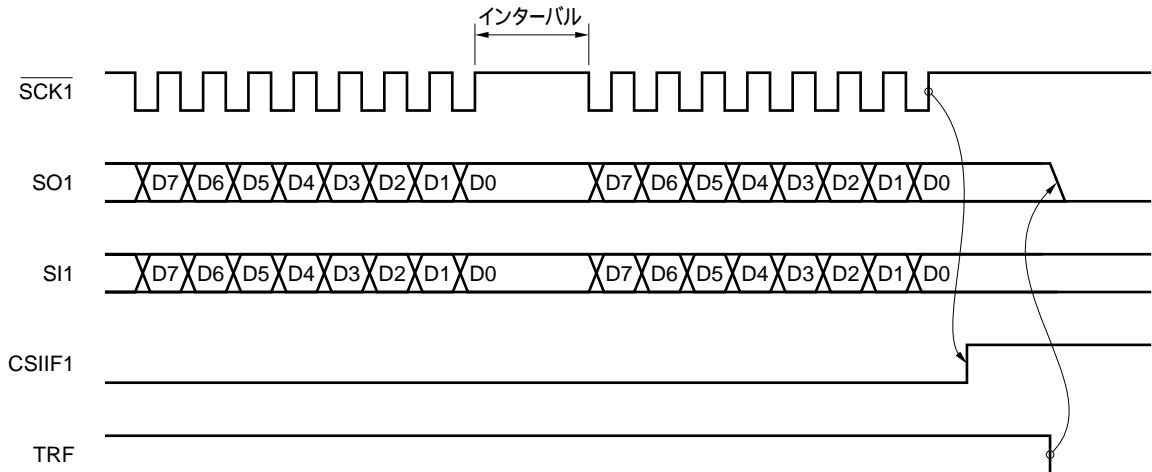 インターバル
SCK1
SO1 D7 D6 D5 D4 D3 D2 D1 D0 D7 D6 D5 D4 D3 D2 D1 D0
SI1 D7 D6 D5 D4 D3 D2 D1 D0 D7 D6 D5 D4 D3 D2 D1 D0
CSIIF1
TRF